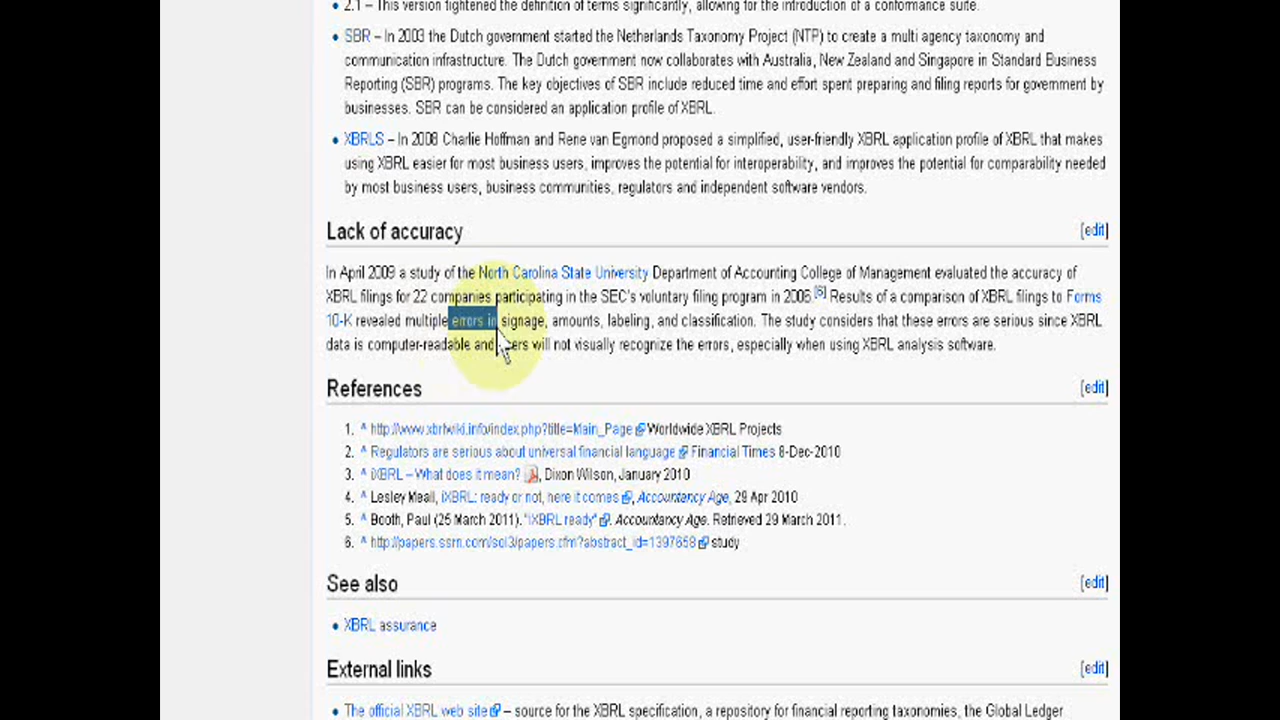 • 2.1 – This version tightened the definition of terms significantly, allowing for the introduction of a conformance suite.
• SBR – In 2003 the Dutch government started the Netherlands Taxonomy Project (NTP) to create a multi agency taxonomy and
communication infrastructure. The Dutch government now collaborates with Australia, New Zealand and Singapore in Standard Business
Reporting (SBR) programs. The key objectives of SBR include reduced time and effort spent preparing and filing reports for government by
businesses. SBR can be considered an application profile of XBRL.
• XBRLS – In 2008 Charlie Hoffman and Rene van Egmond proposed a simplified, user-friendly XBRL application profile of XBRL that makes
using XBRL easier for most business users, improves the potential for interoperability, and improves the potential for comparability needed
by most business users, business communities, regulators and independent software vendors.
Lack of accuracy [edit]
In April 2009 a study of the North Carolina State University Department of Accounting College of Management evaluated the accuracy of
XBRL filings for 22 companies participating in the SEC's voluntary filing program in 2006.[6] Results of a comparison of XBRL filings to Forms
10-K revealed multiple errors in signage, amounts, labeling, and classification. The study considers that these errors are serious since XBRL
data is computer-readable and users will not visually recognize the errors, especially when using XBRL analysis software.
References [edit]
1. ^ http://www.xbrlwiki.info/index.php?title=Main_Page Worldwide XBRL Projects
2. ^ Regulators are serious about universal financial language Financial Times 8-Dec-2010
3. ^ iXBRL – What does it mean? , Dixon Wilson, January 2010
4. ^ Lesley Meall, iXBRL: ready or not, here it comes , Accountancy Age, 29 Apr 2010
5. ^ Booth, Paul (25 March 2011). "iXBRL ready" . Accountancy Age. Retrieved 29 March 2011.
6. ^ http://papers.ssrn.com/sol3/papers.cfm?abstract_id=1397658 study
See also [edit]
• XBRL assurance
External links [edit]
• The official XBRL web site – source for the XBRL specification, a repository for financial reporting taxonomies, the Global Ledger